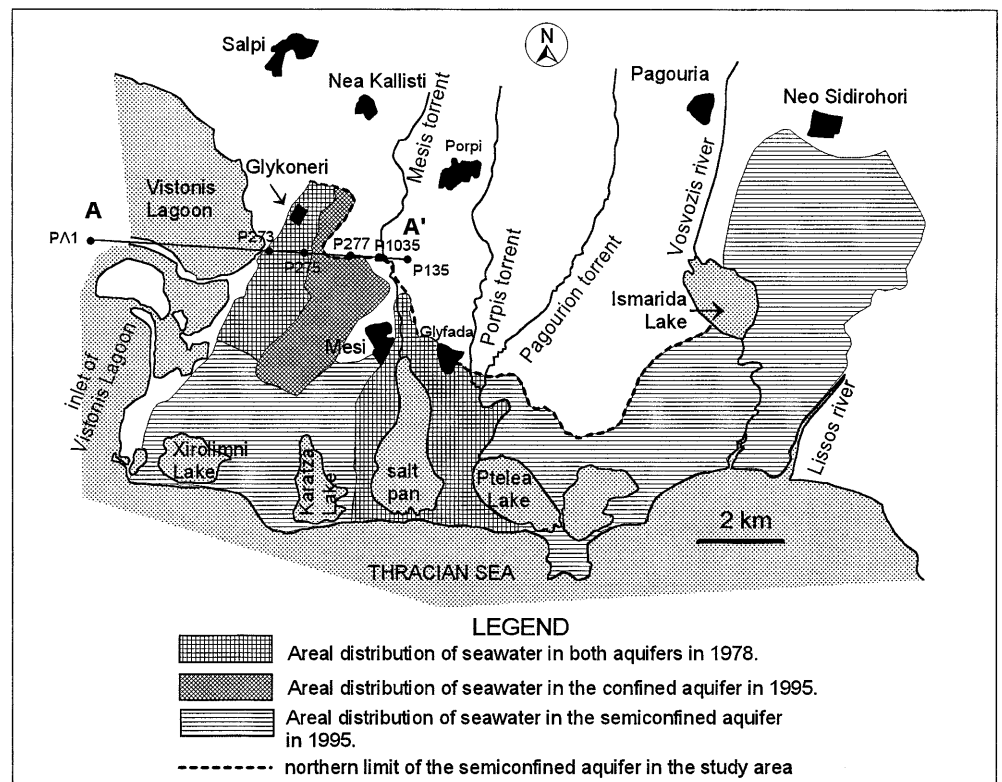 N
Salpi
Nea Kallisti
Pagouria
Neo Sidirohori
Mesis torrent
Porpi
Glykoneri
Vistonis
Lagoon
Vosvozis river
A
A'
PΛ1
P273
P275
P277
P1035
P135
Porpis torrent
Pagourion torrent
Ismarida
Lake
Mesi
Glyfada
inlet of
Vistonis Lagoon
Lissos river
Xirolimni
Lake
Karatza
Lake
salt
pan
Ptelea
Lake
2 km
THRACIAN SEA
LEGEND
Areal distribution of seawater in both aquifers in 1978.
Areal distribution of seawater in the confined aquifer in 1995.
Areal distribution of seawater in the semiconfined aquifer
in 1995.
northern limit of the semiconfined aquifer in the study area